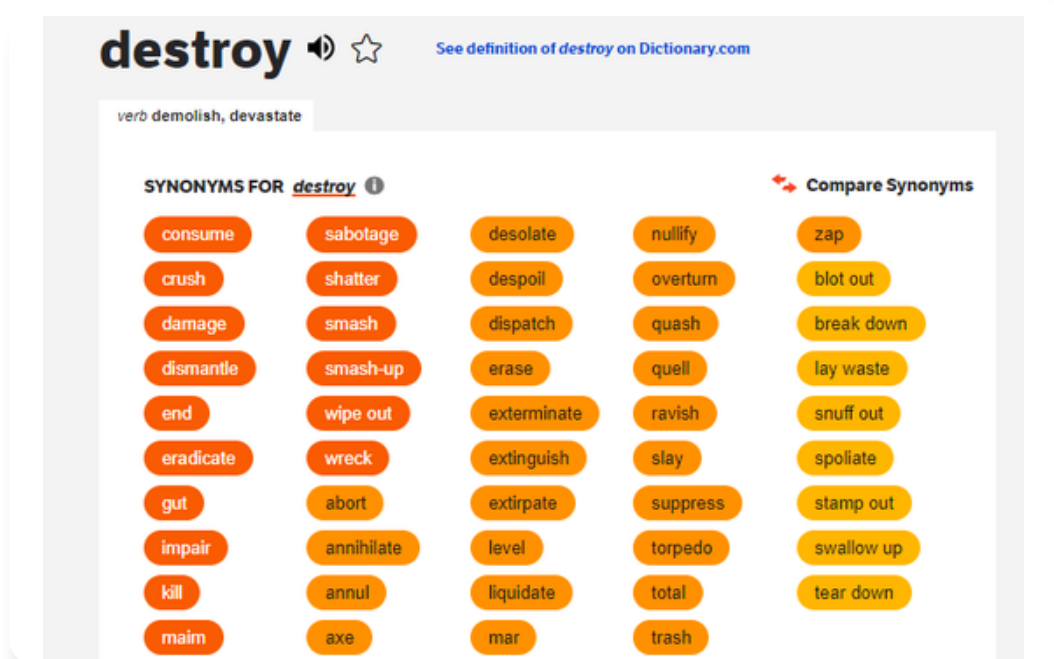 destroy
See definition of destroy on Dictionary.com
verb demolish, devastate
SYNONYMS FOR destroy
Compare Synonyms
consume
crush
damage
dismantle
end
eradicate
gut
impair
kill
maim
sabotage
shatter
smash
smash-up
wipe out
wreck
abort
annihilate
annul
axe
desolate
despoil
dispatch
erase
exterminate
extinguish
extirpate
level
liquidate
mar
nullify
overturn
quash
quell
ravish
slay
suppress
torpedo
total
trash
zap
blot out
break down
lay waste
snuff out
spoliate
stamp out
swallow up
tear down